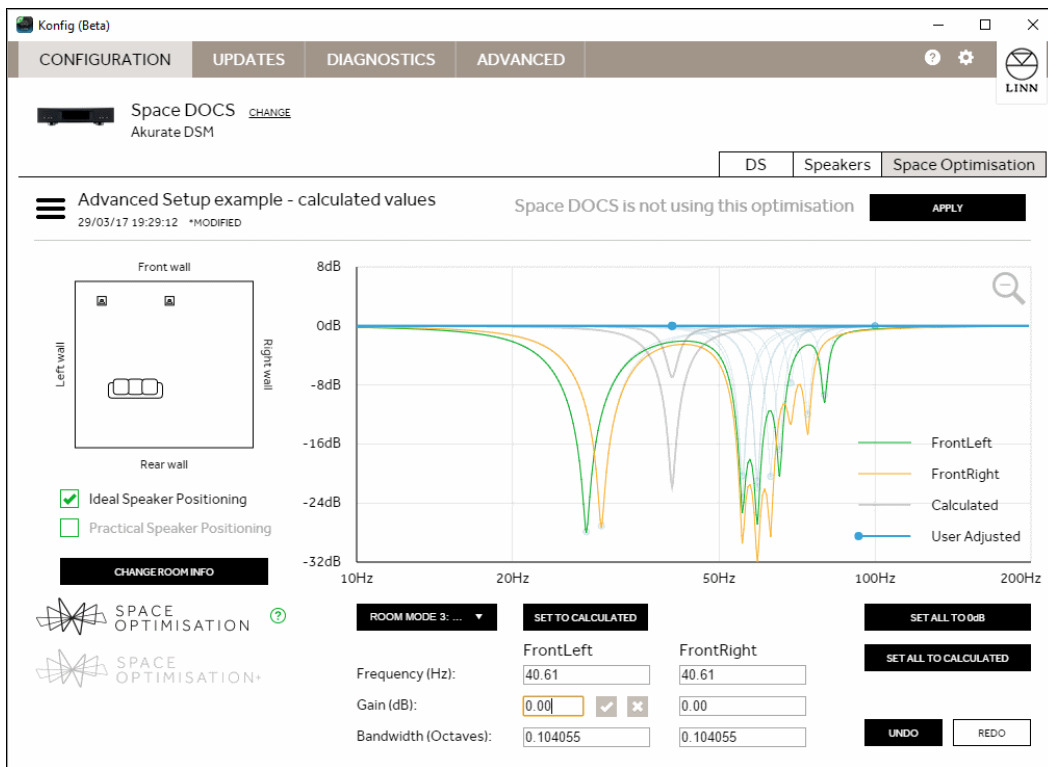 Konfig (Beta)
CONFIGURATION UPDATES DIAGNOSTICS ADVANCED ?
LINN
Space DOCS CHANGE
Akurate DSM
DS Speakers Space Optimisation
Advanced Setup example - calculated values
29/03/17 19:29:12 *MODIFIED
Space DOCS is not using this optimisation APPLY
Front wall
Left wall
Right wall
Rear wall
Ideal Speaker Positioning
Practical Speaker Positioning
CHANGE ROOM INFO
SPACE
OPTIMISATION ?
SPACE
OPTIMISATION+
8dB
0dB
-8dB
-16dB
-24dB
-32dB
10Hz 20Hz 50Hz 100Hz 200Hz
FrontLeft
FrontRight
Calculated
User Adjusted
ROOM MODE 3: ... SET TO CALCULATED SET ALL TO 0dB
SET ALL TO CALCULATED
FrontLeft FrontRight
Frequency (Hz): 40.61 40.61
Gain (dB): 0.00 0.00
Bandwidth (Octaves): 0.104055 0.104055
UNDO REDO